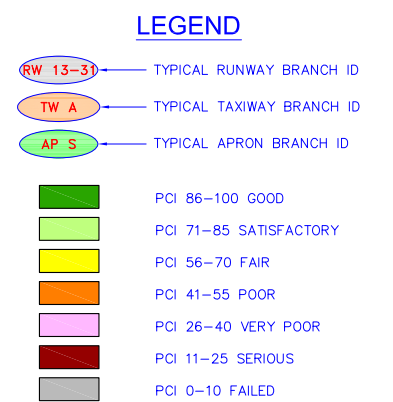 LEGEND
RW 13-31 TYPICAL RUNWAY BRANCH ID
TW A TYPICAL TAXIWAY BRANCH ID
AP S TYPICAL APRON BRANCH ID
PCI 86-100 GOOD
PCI 71-85 SATISFACTORY
PCI 56-70 FAIR
PCI 41-55 POOR
PCI 26-40 VERY POOR
PCI 11-25 SERIOUS
PCI 0-10 FAILED